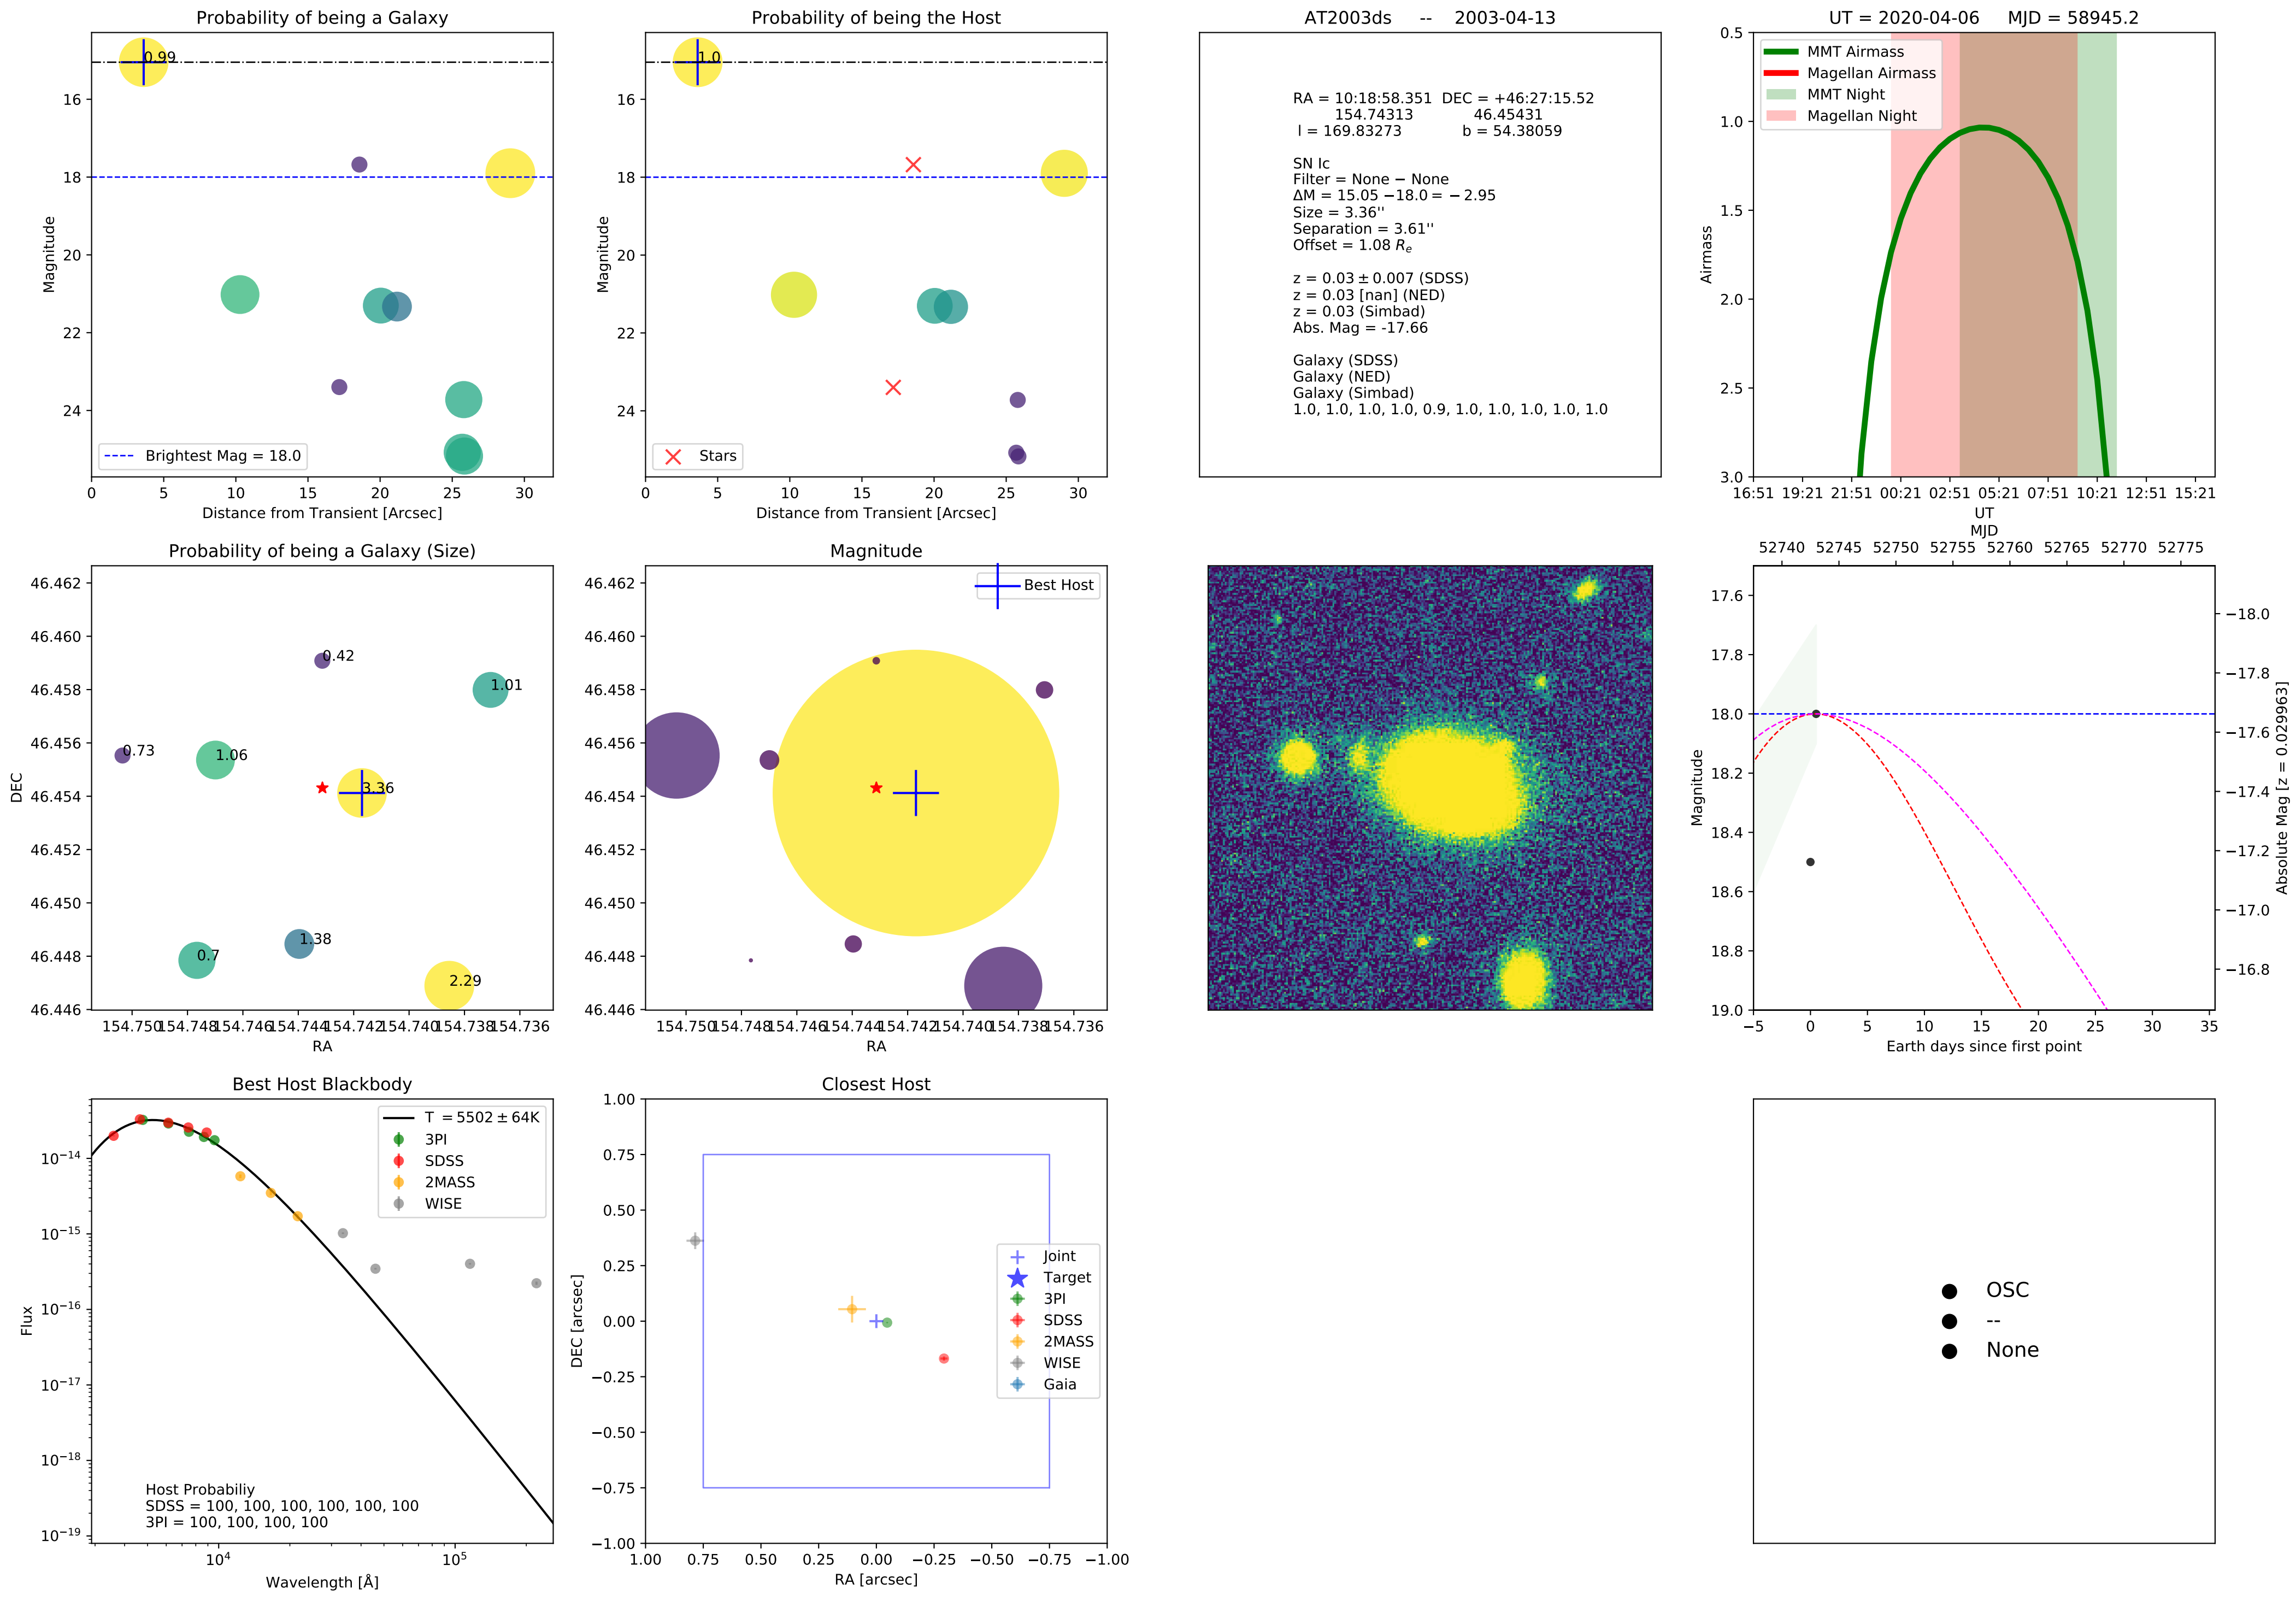 Probability of being a Galaxy
0.99
16
18
20
22
24
Magnitude
Brightest Mag = 18.0
0 5 10 15 20 25 30
Distance from Transient [Arcsec]
Probability of being the Host
1.0
16
18
20
22
24
Magnitude
Stars
0 5 10 15 20 25 30
Distance from Transient [Arcsec]
AT2003ds -- 2003-04-13
RA = 10:18:58.351 DEC = +46:27:15.52
154.74313 46.45431
l = 169.83273 b = 54.38059
SN Ic
Filter = None − None
ΔM = 15.05 −18.0 = − 2.95
Size = 3.36''
Separation = 3.61''
Offset = 1.08 Re
z = 0.03 ± 0.007 (SDSS)
z = 0.03 [nan] (NED)
z = 0.03 (Simbad)
Abs. Mag = -17.66
Galaxy (SDSS)
Galaxy (NED)
Galaxy (Simbad)
1.0, 1.0, 1.0, 1.0, 0.9, 1.0, 1.0, 1.0, 1.0, 1.0
UT = 2020-04-06 MJD = 58945.2
MMT Airmass
Magellan Airmass
MMT Night
Magellan Night
0.5
1.0
1.5
2.0
2.5
3.0
Airmass
16:51 19:21 21:51 00:21 02:51 05:21 07:51 10:21 12:51 15:21
UT
Probability of being a Galaxy (Size)
46.462
46.460
46.458
46.456
46.454
46.452
46.450
46.448
46.446
DEC
0.42
1.01
0.73
1.06
3.36
1.38
0.7
2.29
154.750 154.748 154.746 154.744 154.742 154.740 154.738 154.736
RA
Magnitude
Best Host
46.462
46.460
46.458
46.456
46.454
46.452
46.450
46.448
46.446
154.750 154.748 154.746 154.744 154.742 154.740 154.738 154.736
RA
MJD
52740 52745 52750 52755 52760 52765 52770 52775
17.6
17.8
18.0
18.2
18.4
18.6
18.8
19.0
Magnitude
−18.0
−17.8
−17.6
−17.4
−17.2
−17.0
−16.8
Absolute Mag [z = 0.029963]
−5 0 5 10 15 20 25 30 35
Earth days since first point
Best Host Blackbody
T = 5502 ± 64K
3PI
SDSS
2MASS
WISE
10−14
10−15
10−16
10−17
10−18
10−19
Flux
Host Probabiliy
SDSS = 100, 100, 100, 100, 100, 100
3PI = 100, 100, 100, 100
104 105
Wavelength [Å]
Closest Host
1.00
0.75
0.50
0.25
0.00
−0.25
−0.50
−0.75
−1.00
DEC [arcsec]
Joint
Target
3PI
SDSS
2MASS
WISE
Gaia
1.00 0.75 0.50 0.25 0.00 −0.25 −0.50 −0.75 −1.00
RA [arcsec]
OSC
--
None